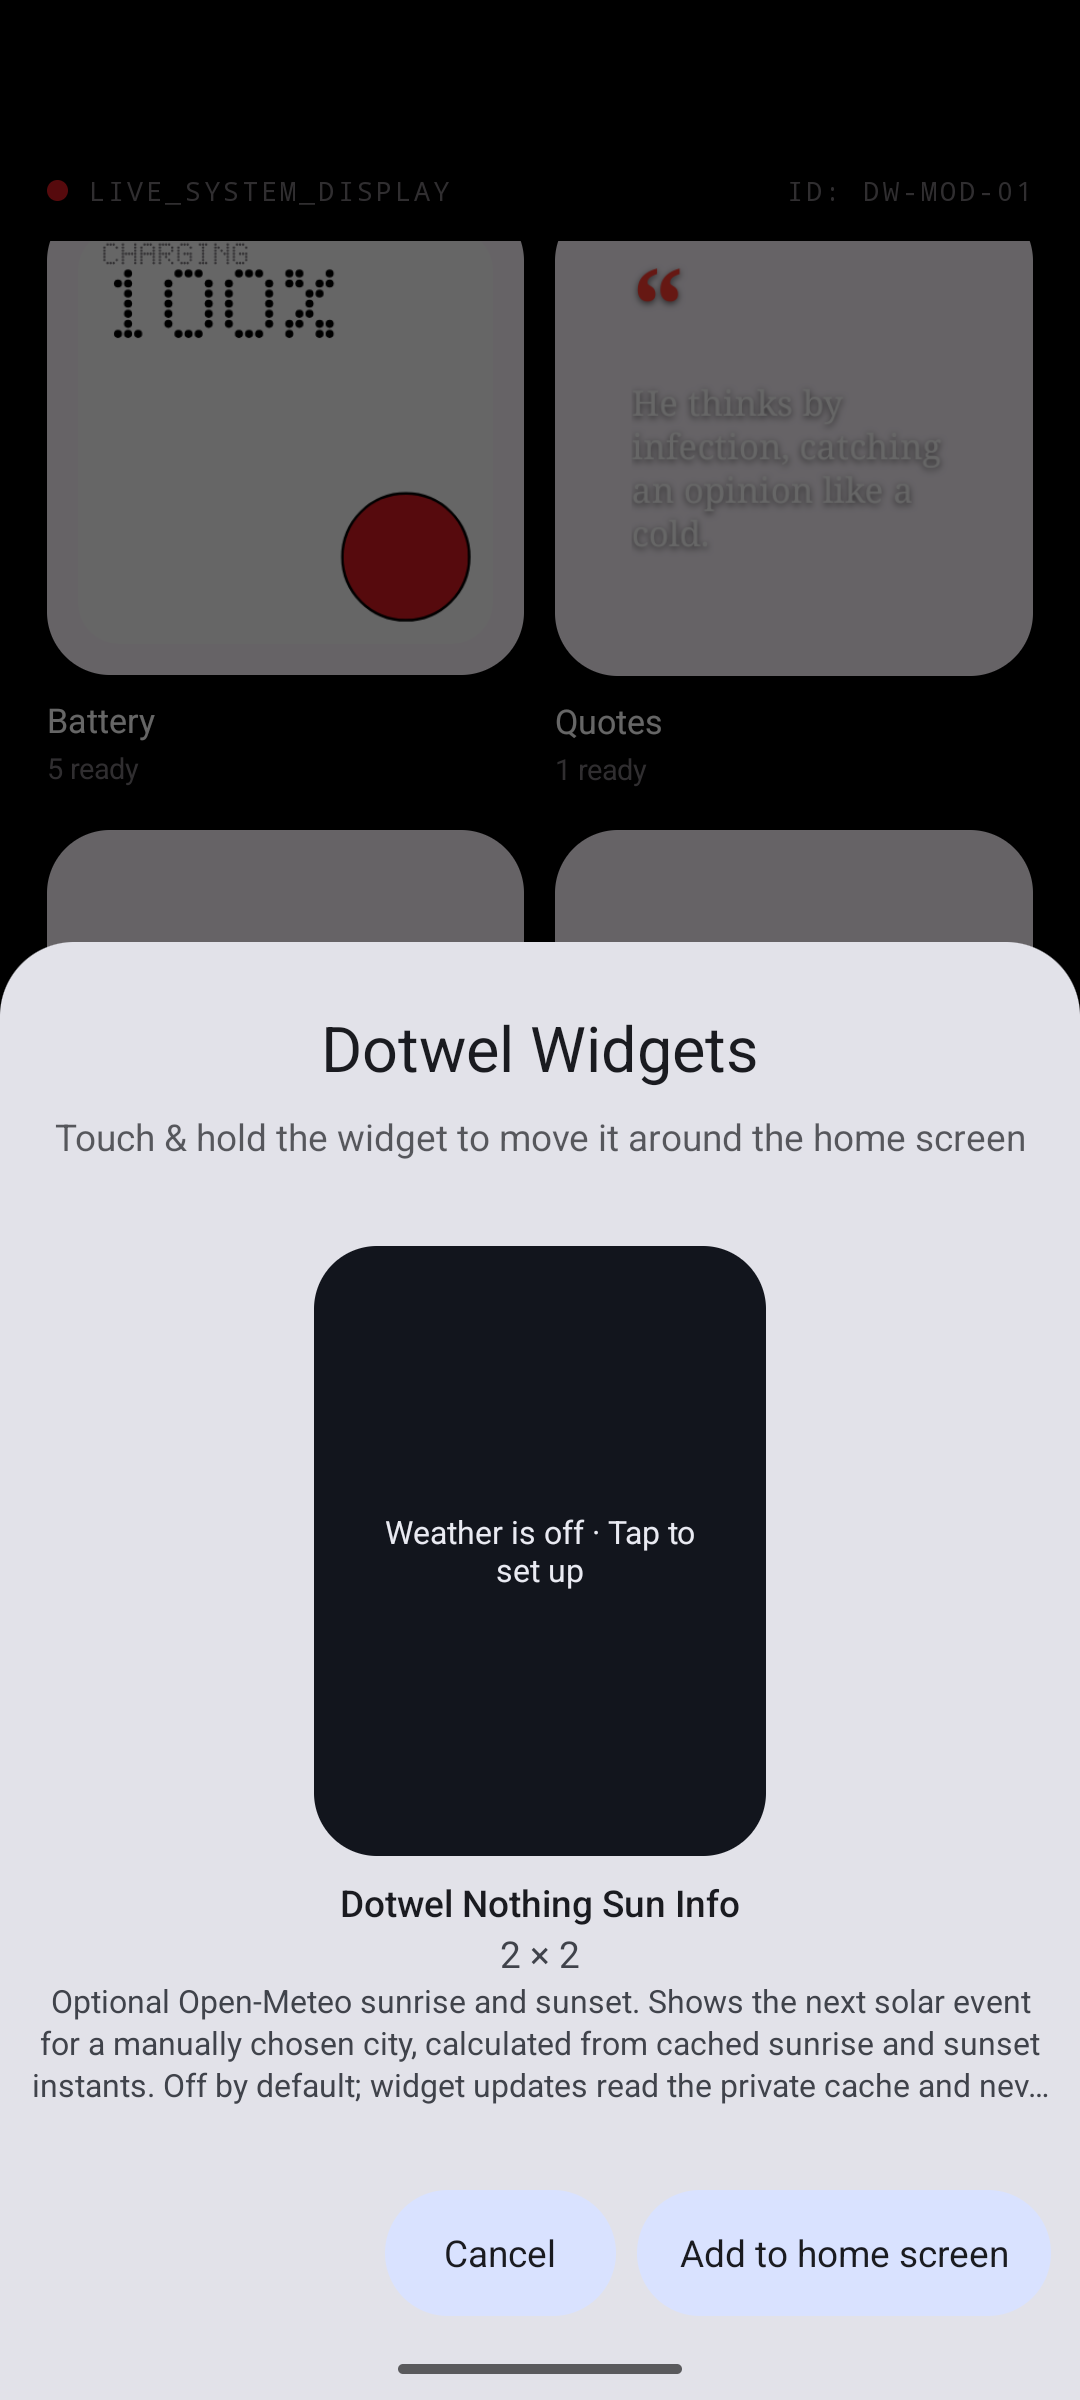 LIVE_SYSTEM_DISPLAY
ID: DW-MOD-01
CHARGING
100%
“
He thinks by
infection, catching
an opinion like a
cold.
Battery
5 ready
Quotes
1 ready
Dotwel Widgets
Touch & hold the widget to move it around the home screen
Weather is off · Tap to
set up
Dotwel Nothing Sun Info
2 × 2
Optional Open-Meteo sunrise and sunset. Shows the next solar event
for a manually chosen city, calculated from cached sunrise and sunset
instants. Off by default; widget updates read the private cache and nev…
Cancel
Add to home screen